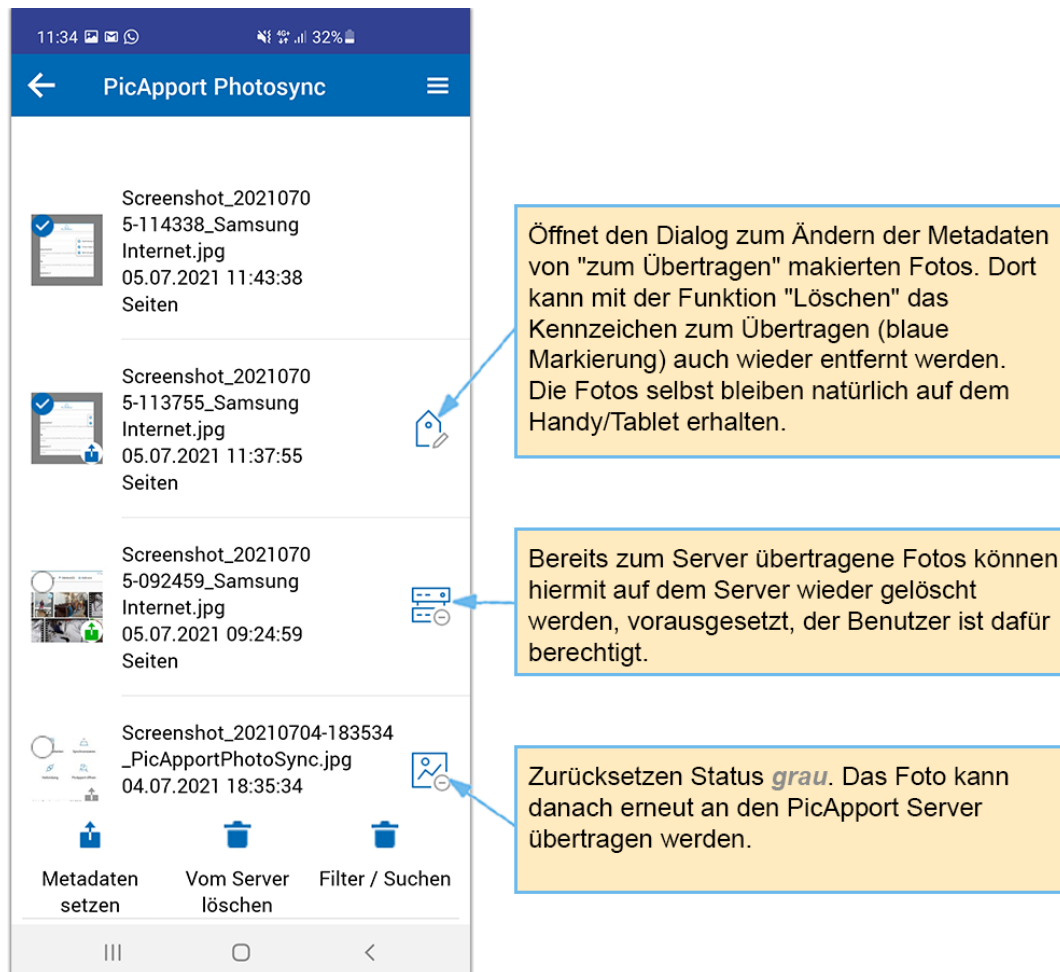 11:34 32%
PicApport Photosync
Screenshot_2021070
5-114338_Samsung
Internet.jpg
05.07.2021 11:43:38
Seiten
Screenshot_2021070
5-113755_Samsung
Internet.jpg
05.07.2021 11:37:55
Seiten
Screenshot_2021070
5-092459_Samsung
Internet.jpg
05.07.2021 09:24:59
Seiten
Screenshot_20210704-183534
_PicApportPhotoSync.jpg
04.07.2021 18:35:34
Metadaten
setzen
Vom Server
löschen
Filter / Suchen
Öffnet den Dialog zum Ändern der Metadaten
von "zum Übertragen" makierten Fotos. Dort
kann mit der Funktion "Löschen" das
Kennzeichen zum Übertragen (blaue
Markierung) auch wieder entfernt werden.
Die Fotos selbst bleiben natürlich auf dem
Handy/Tablet erhalten.
Bereits zum Server übertragene Fotos können
hiermit auf dem Server wieder gelöscht
werden, vorausgesetzt, der Benutzer ist dafür
berechtigt.
Zurücksetzen Status grau. Das Foto kann
danach erneut an den PicApport Server
übertragen werden.